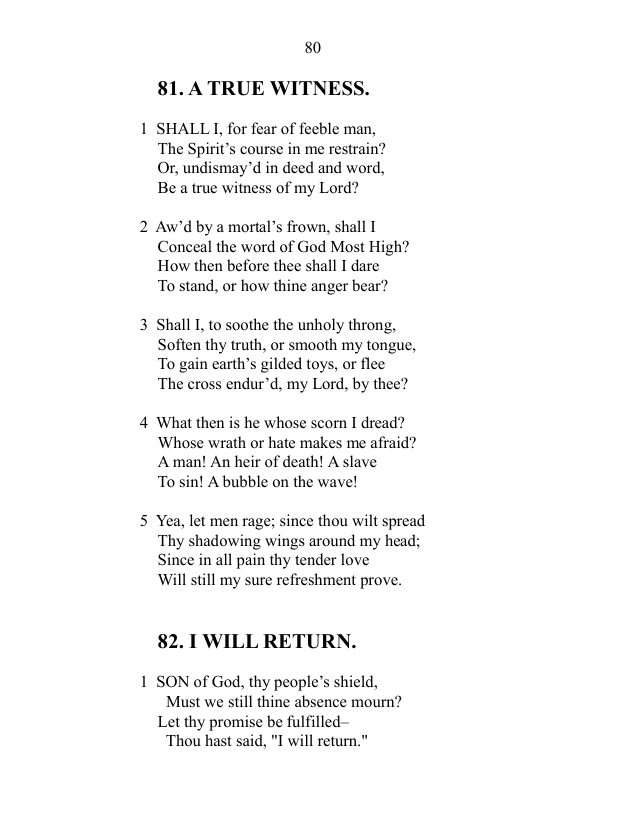 80
81. A TRUE WITNESS.
1 SHALL I, for fear of feeble man,
The Spirit’s course in me restrain?
Or, undismay’d in deed and word,
Be a true witness of my Lord?
2 Aw’d by a mortal’s frown, shall I
Conceal the word of God Most High?
How then before thee shall I dare
To stand, or how thine anger bear?
3 Shall I, to soothe the unholy throng,
Soften thy truth, or smooth my tongue,
To gain earth’s gilded toys, or flee
The cross endur’d, my Lord, by thee?
4 What then is he whose scorn I dread?
Whose wrath or hate makes me afraid?
A man! An heir of death! A slave
To sin! A bubble on the wave!
5 Yea, let men rage; since thou wilt spread
Thy shadowing wings around my head;
Since in all pain thy tender love
Will still my sure refreshment prove.
82. I WILL RETURN.
1 SON of God, thy people’s shield,
Must we still thine absence mourn?
Let thy promise be fulfilled–
Thou hast said, "I will return."